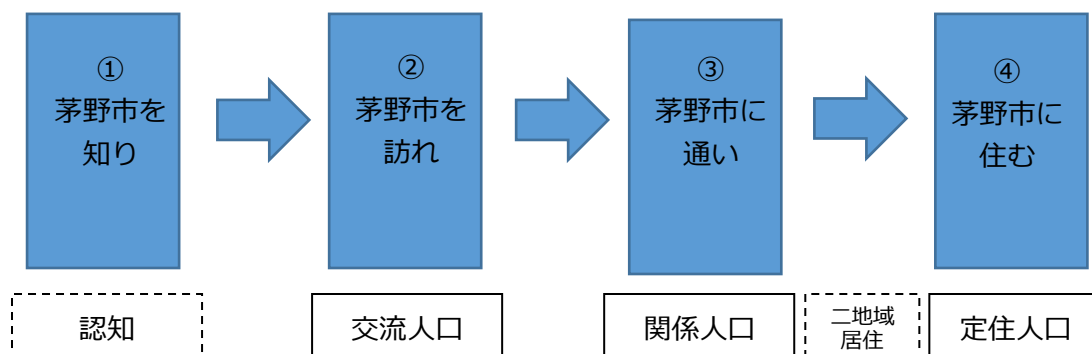 ①
茅野市を
知り
②
茅野市を
訪れ
③
茅野市に
通い
④
茅野市に
住む
認知
交流人口
関係人口
二地域
居住
定住人口